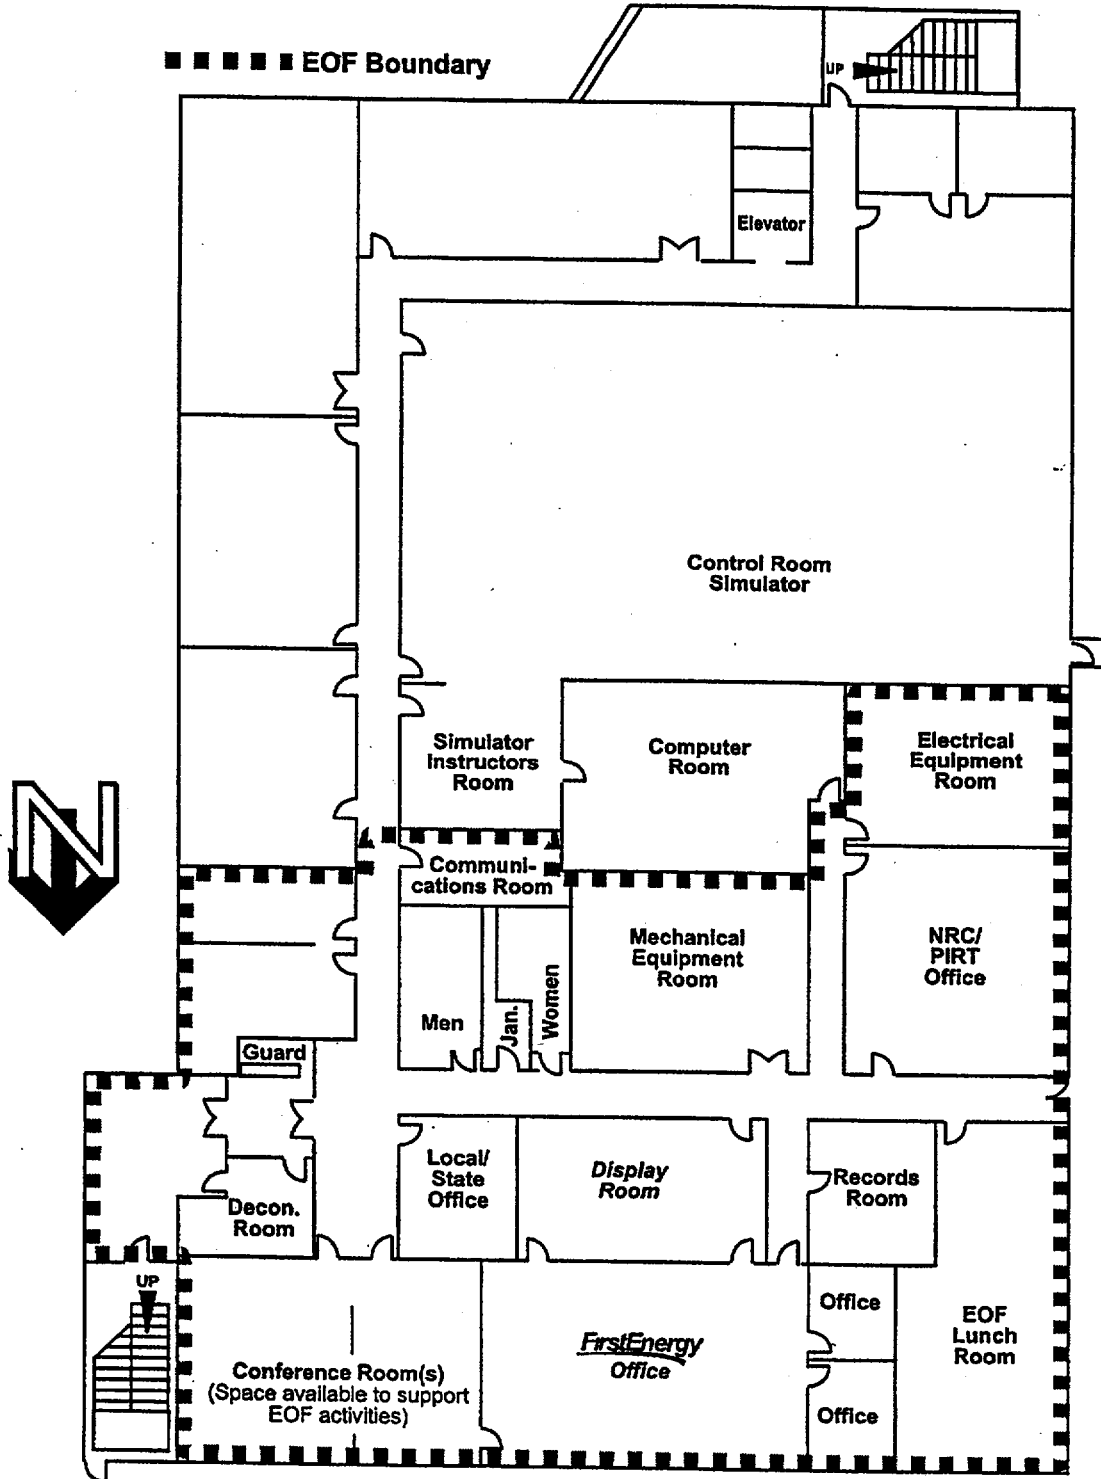 EOF Boundary
UP
Elevator
Control Room
Simulator
Simulator
Instructors
Room
Computer
Room
Electrical
Equipment
Room
N
Communi-
cations Room
Mechanical
Equipment
Room
NRC/
PIRT
Office
Men
Jan.
Women
Guard
Local/
State
Office
Display
Room
Records
Room
Decon.
Room
UP
Office
EOF
Lunch
Room
FirstEnergy
Office
Conference Room(s)
(Space available to support
EOF activities)
Office